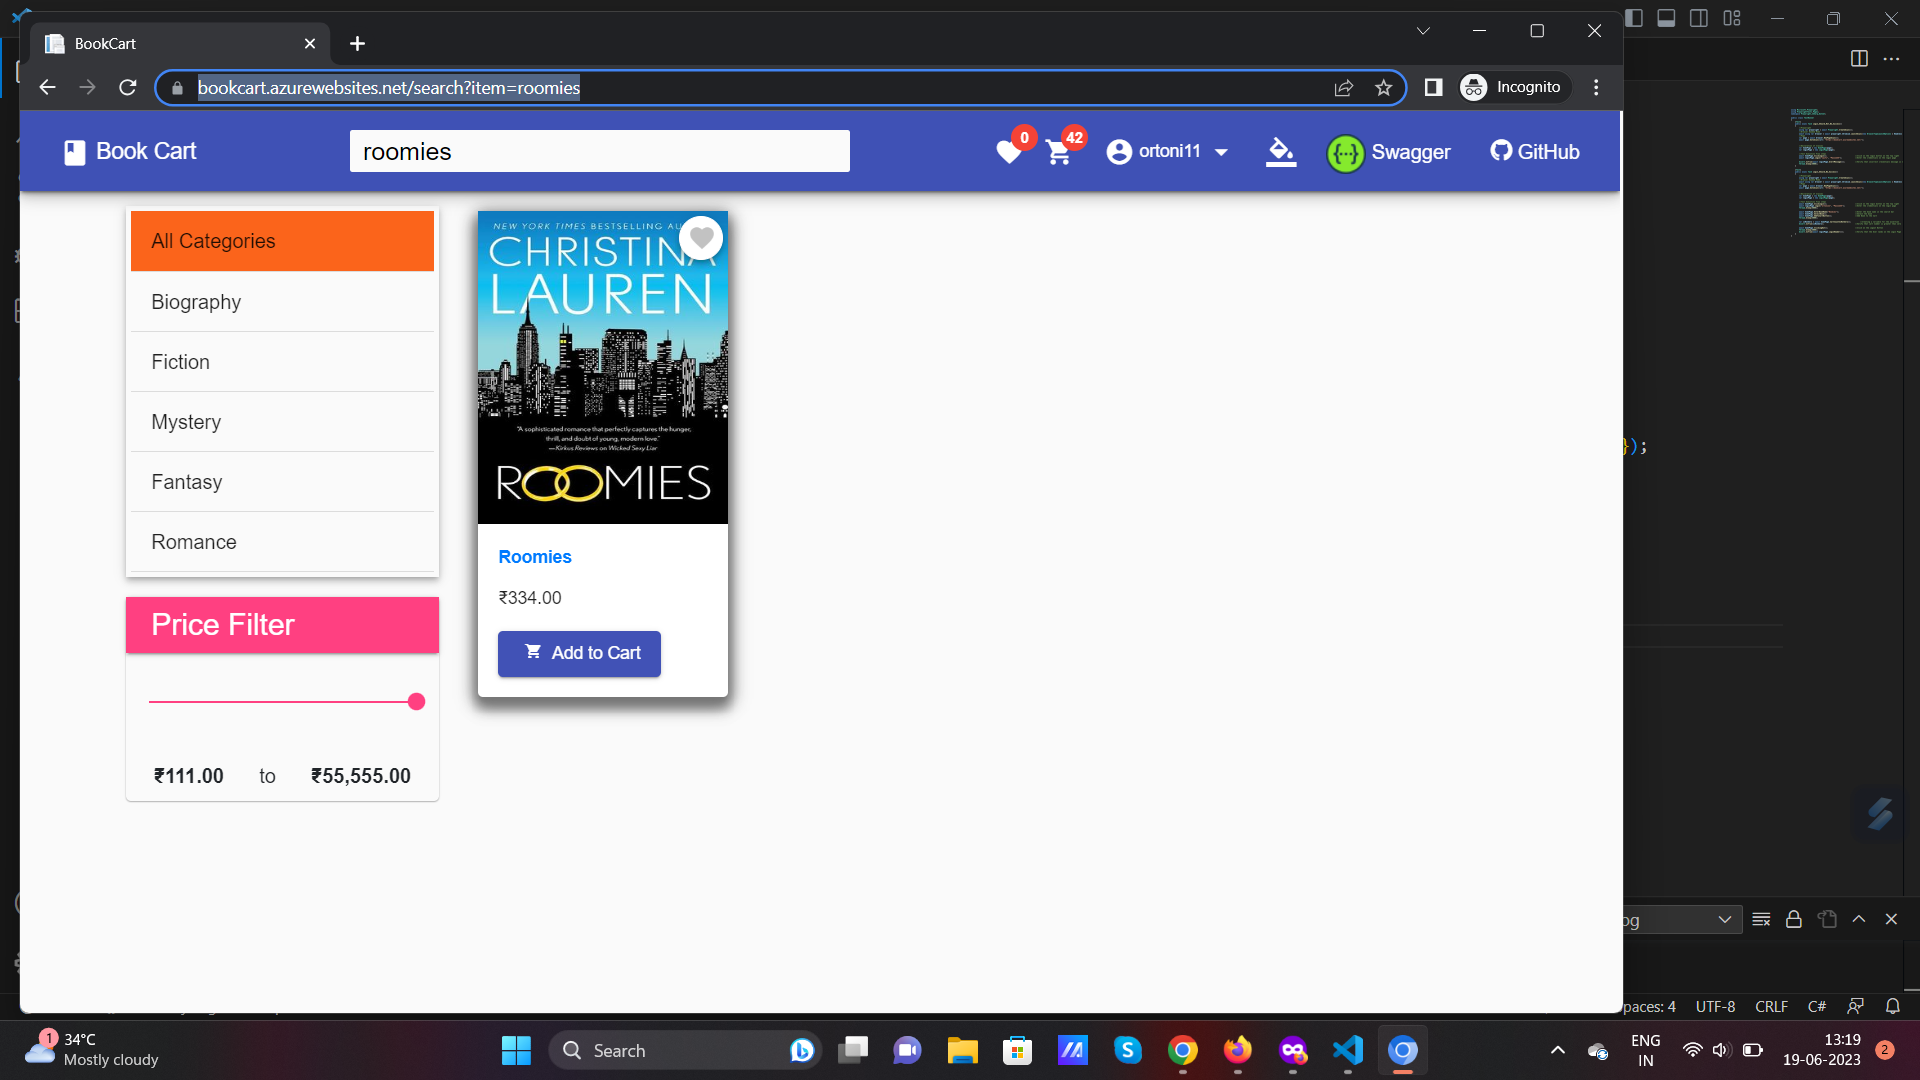 BookCart
bookcart.azurewebsites.net/search?item=roomies
Incognito
Book Cart
roomies
0
42
ortoni11
Swagger
GitHub
All Categories
Biography
Fiction
Mystery
Fantasy
Romance
Price Filter
₹111.00 to ₹55,555.00
NEW YORK TIMES BESTSELLING AU
CHRISTINA
LAUREN
"A sophisticated romance that perfectly captures the hunger,
thrill, and doubt of young, modern love."
—Kirkus Reviews on Wicked Sexy Liar
ROOMIES
Roomies
₹334.00
Add to Cart
});
og
paces: 4 UTF-8 CRLF C#
1
34°C
Mostly cloudy
Search
ENG
IN
13:19
19-06-2023
2